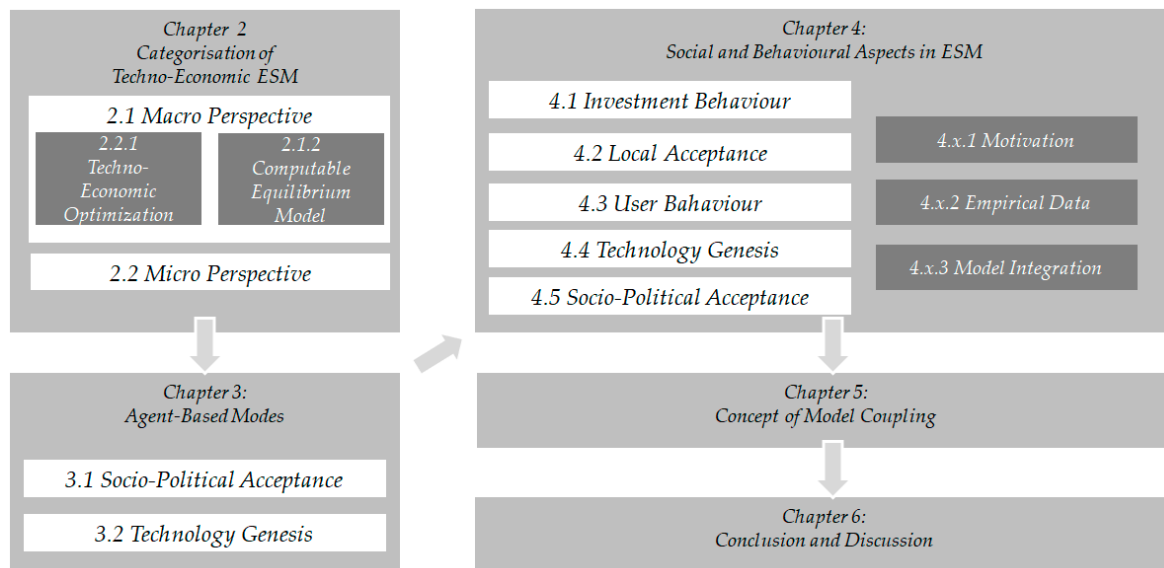 Chapter 2
Categorisation of
Techno-Economic ESM
2.1 Macro Perspective
2.2.1
Techno-
Economic
Optimization
2.1.2
Computable
Equilibrium
Model
2.2 Micro Perspective
Chapter 3:
Agent-Based Modes
3.1 Socio-Political Acceptance
3.2 Technology Genesis
Chapter 4:
Social and Behavioural Aspects in ESM
4.1 Investment Behaviour
4.2 Local Acceptance
4.3 User Bahaviour
4.4 Technology Genesis
4.5 Socio-Political Acceptance
4.x.1 Motivation
4.x.2 Empirical Data
4.x.3 Model Integration
Chapter 5:
Concept of Model Coupling
Chapter 6:
Conclusion and Discussion